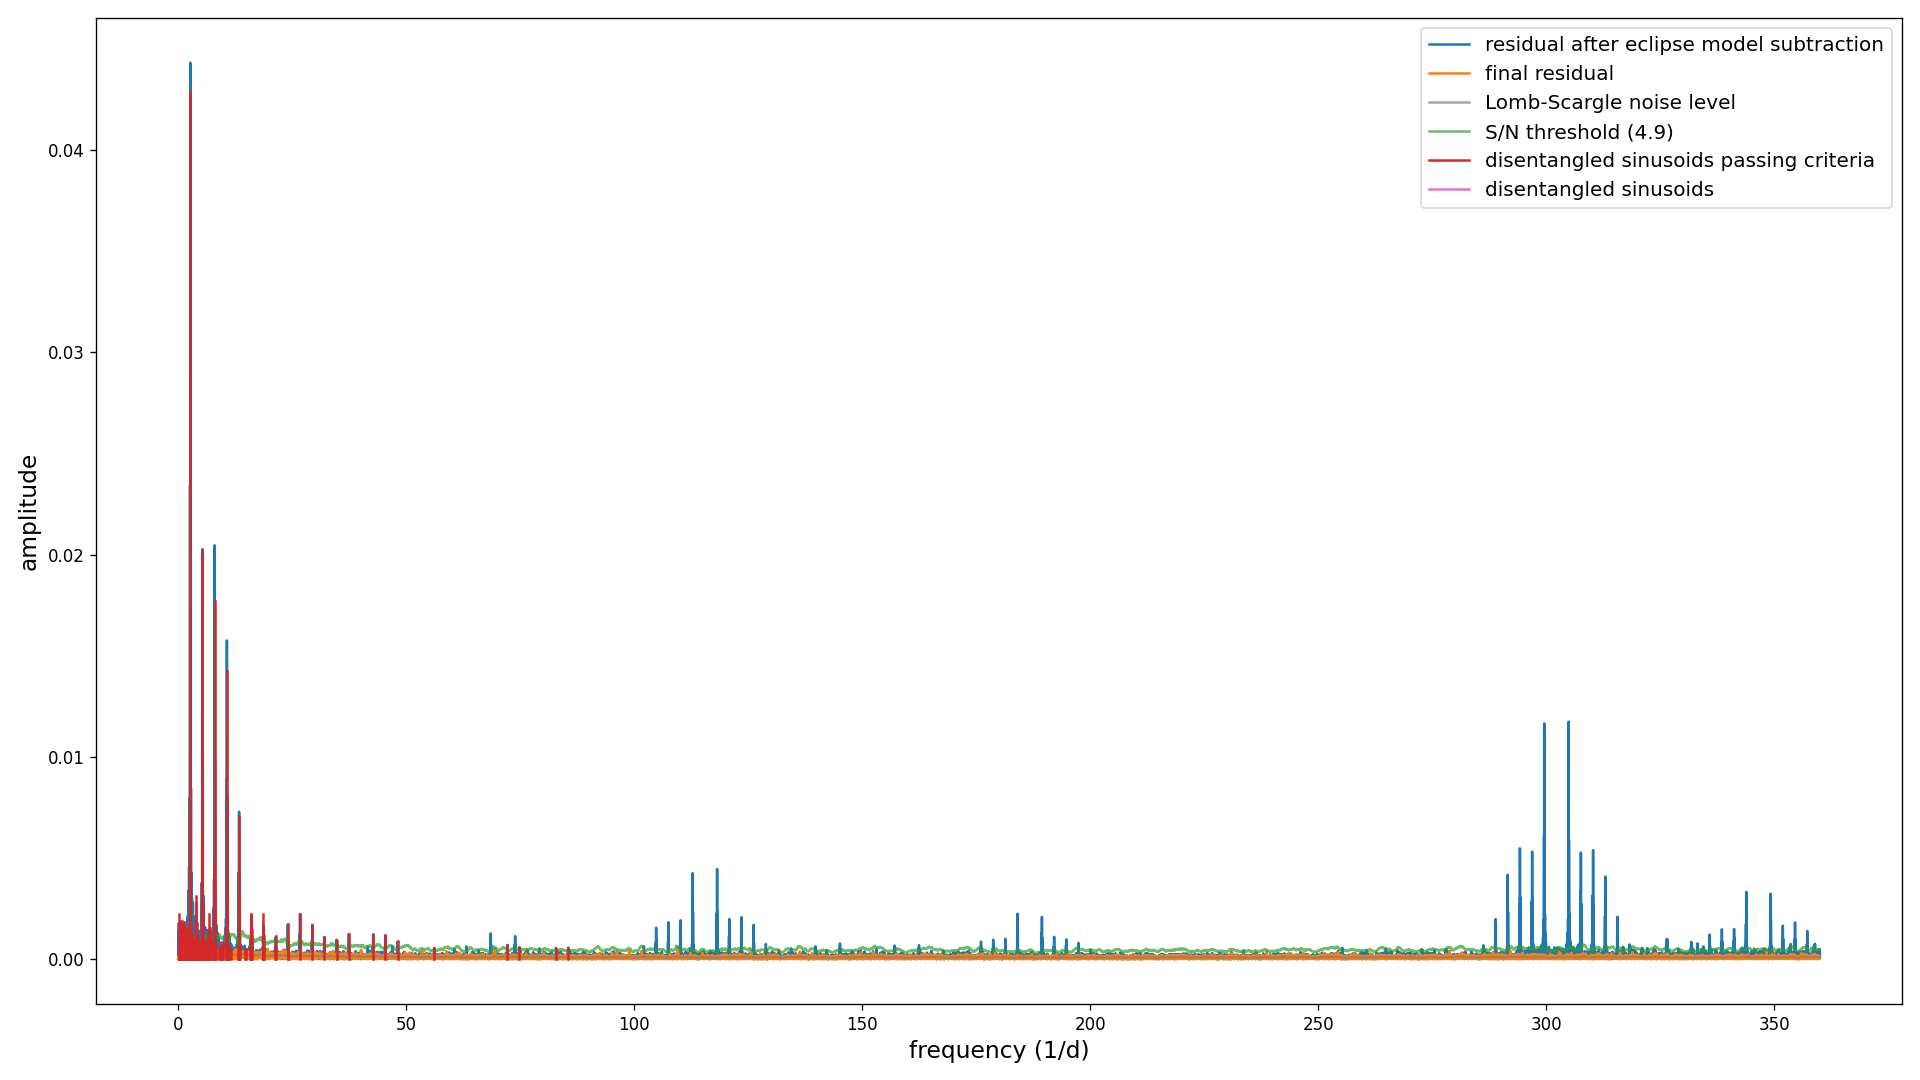 residual after eclipse model subtraction
final residual
Lomb-Scargle noise level
S/N threshold (4.9)
disentangled sinusoids passing criteria
disentangled sinusoids
amplitude
0.04
0.03
0.02
0.01
0.00
0 50 100 150 200 250 300 350
frequency (1/d)